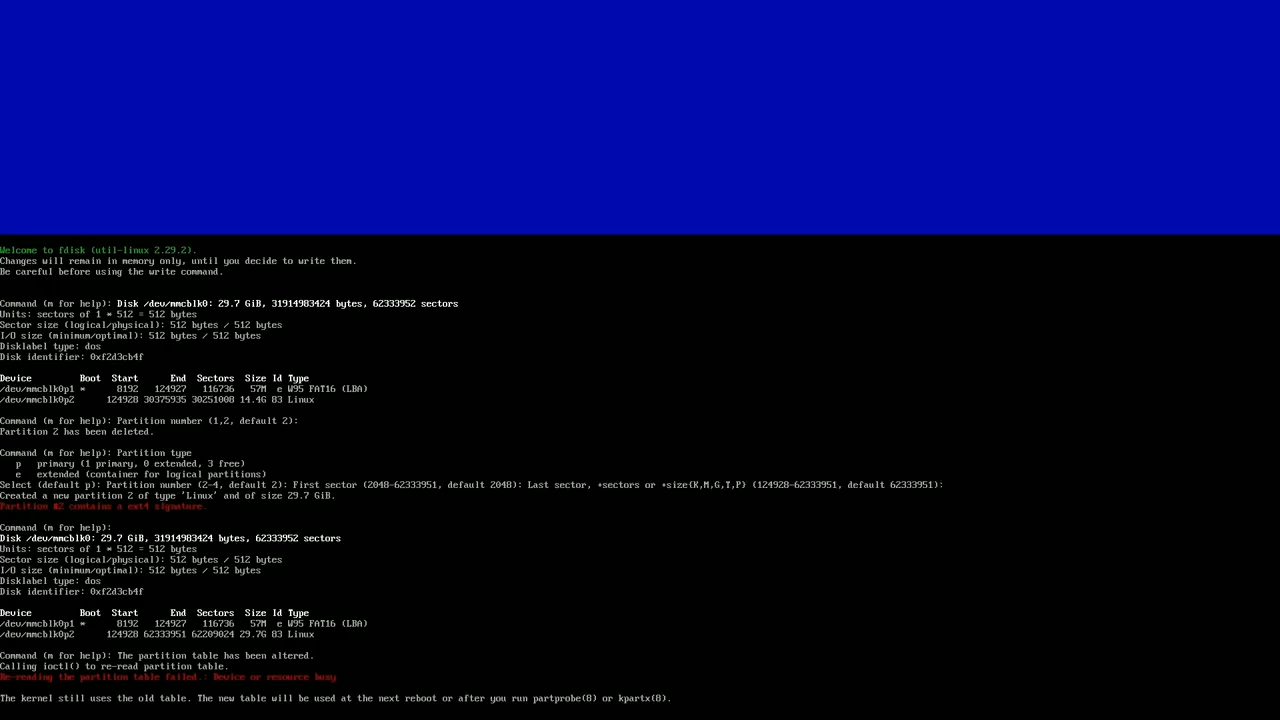 Welcome to fdisk (util-linux 2.29.2).
Changes will remain in memory only, until you decide to write them.
Be careful before using the write command.
Command (m for help): Disk /dev/mmcblk0: 29.7 GiB, 31914983424 bytes, 62333952 sectors
Units: sectors of 1 * 512 = 512 bytes
Sector size (logical/physical): 512 bytes / 512 bytes
I/O size (minimum/optimal): 512 bytes / 512 bytes
Disklabel type: dos
Disk identifier: 0xf2d3cb4f
Device Boot Start End Sectors Size Id Type
/dev/mmcblk0p1 * 8192 124927 116736 57M e W95 FAT16 (LBA)
/dev/mmcblk0p2 124928 30375935 30251008 14.4G 83 Linux
Command (m for help): Partition number (1,2, default 2):
Partition 2 has been deleted.
Command (m for help): Partition type
p primary (1 primary, 0 extended, 3 free)
e extended (container for logical partitions)
Select (default p): Partition number (2-4, default 2): First sector (2048-62333951, default 2048): Last sector, +sectors or +size{K,M,G,T,P} (124928-62333951, default 62333951):
Created a new partition 2 of type 'Linux' and of size 29.7 GiB.
Partition #2 contains a ext4 signature.
Command (m for help):
Disk /dev/mmcblk0: 29.7 GiB, 31914983424 bytes, 62333952 sectors
Units: sectors of 1 * 512 = 512 bytes
Sector size (logical/physical): 512 bytes / 512 bytes
I/O size (minimum/optimal): 512 bytes / 512 bytes
Disklabel type: dos
Disk identifier: 0xf2d3cb4f
Device Boot Start End Sectors Size Id Type
/dev/mmcblk0p1 * 8192 124927 116736 57M e W95 FAT16 (LBA)
/dev/mmcblk0p2 124928 62333951 62209024 29.7G 83 Linux
Command (m for help): The partition table has been altered.
Calling ioctl() to re-read partition table.
Re-reading the partition table failed.: Device or resource busy
The kernel still uses the old table. The new table will be used at the next reboot or after you run partprobe(8) or kpartx(8).